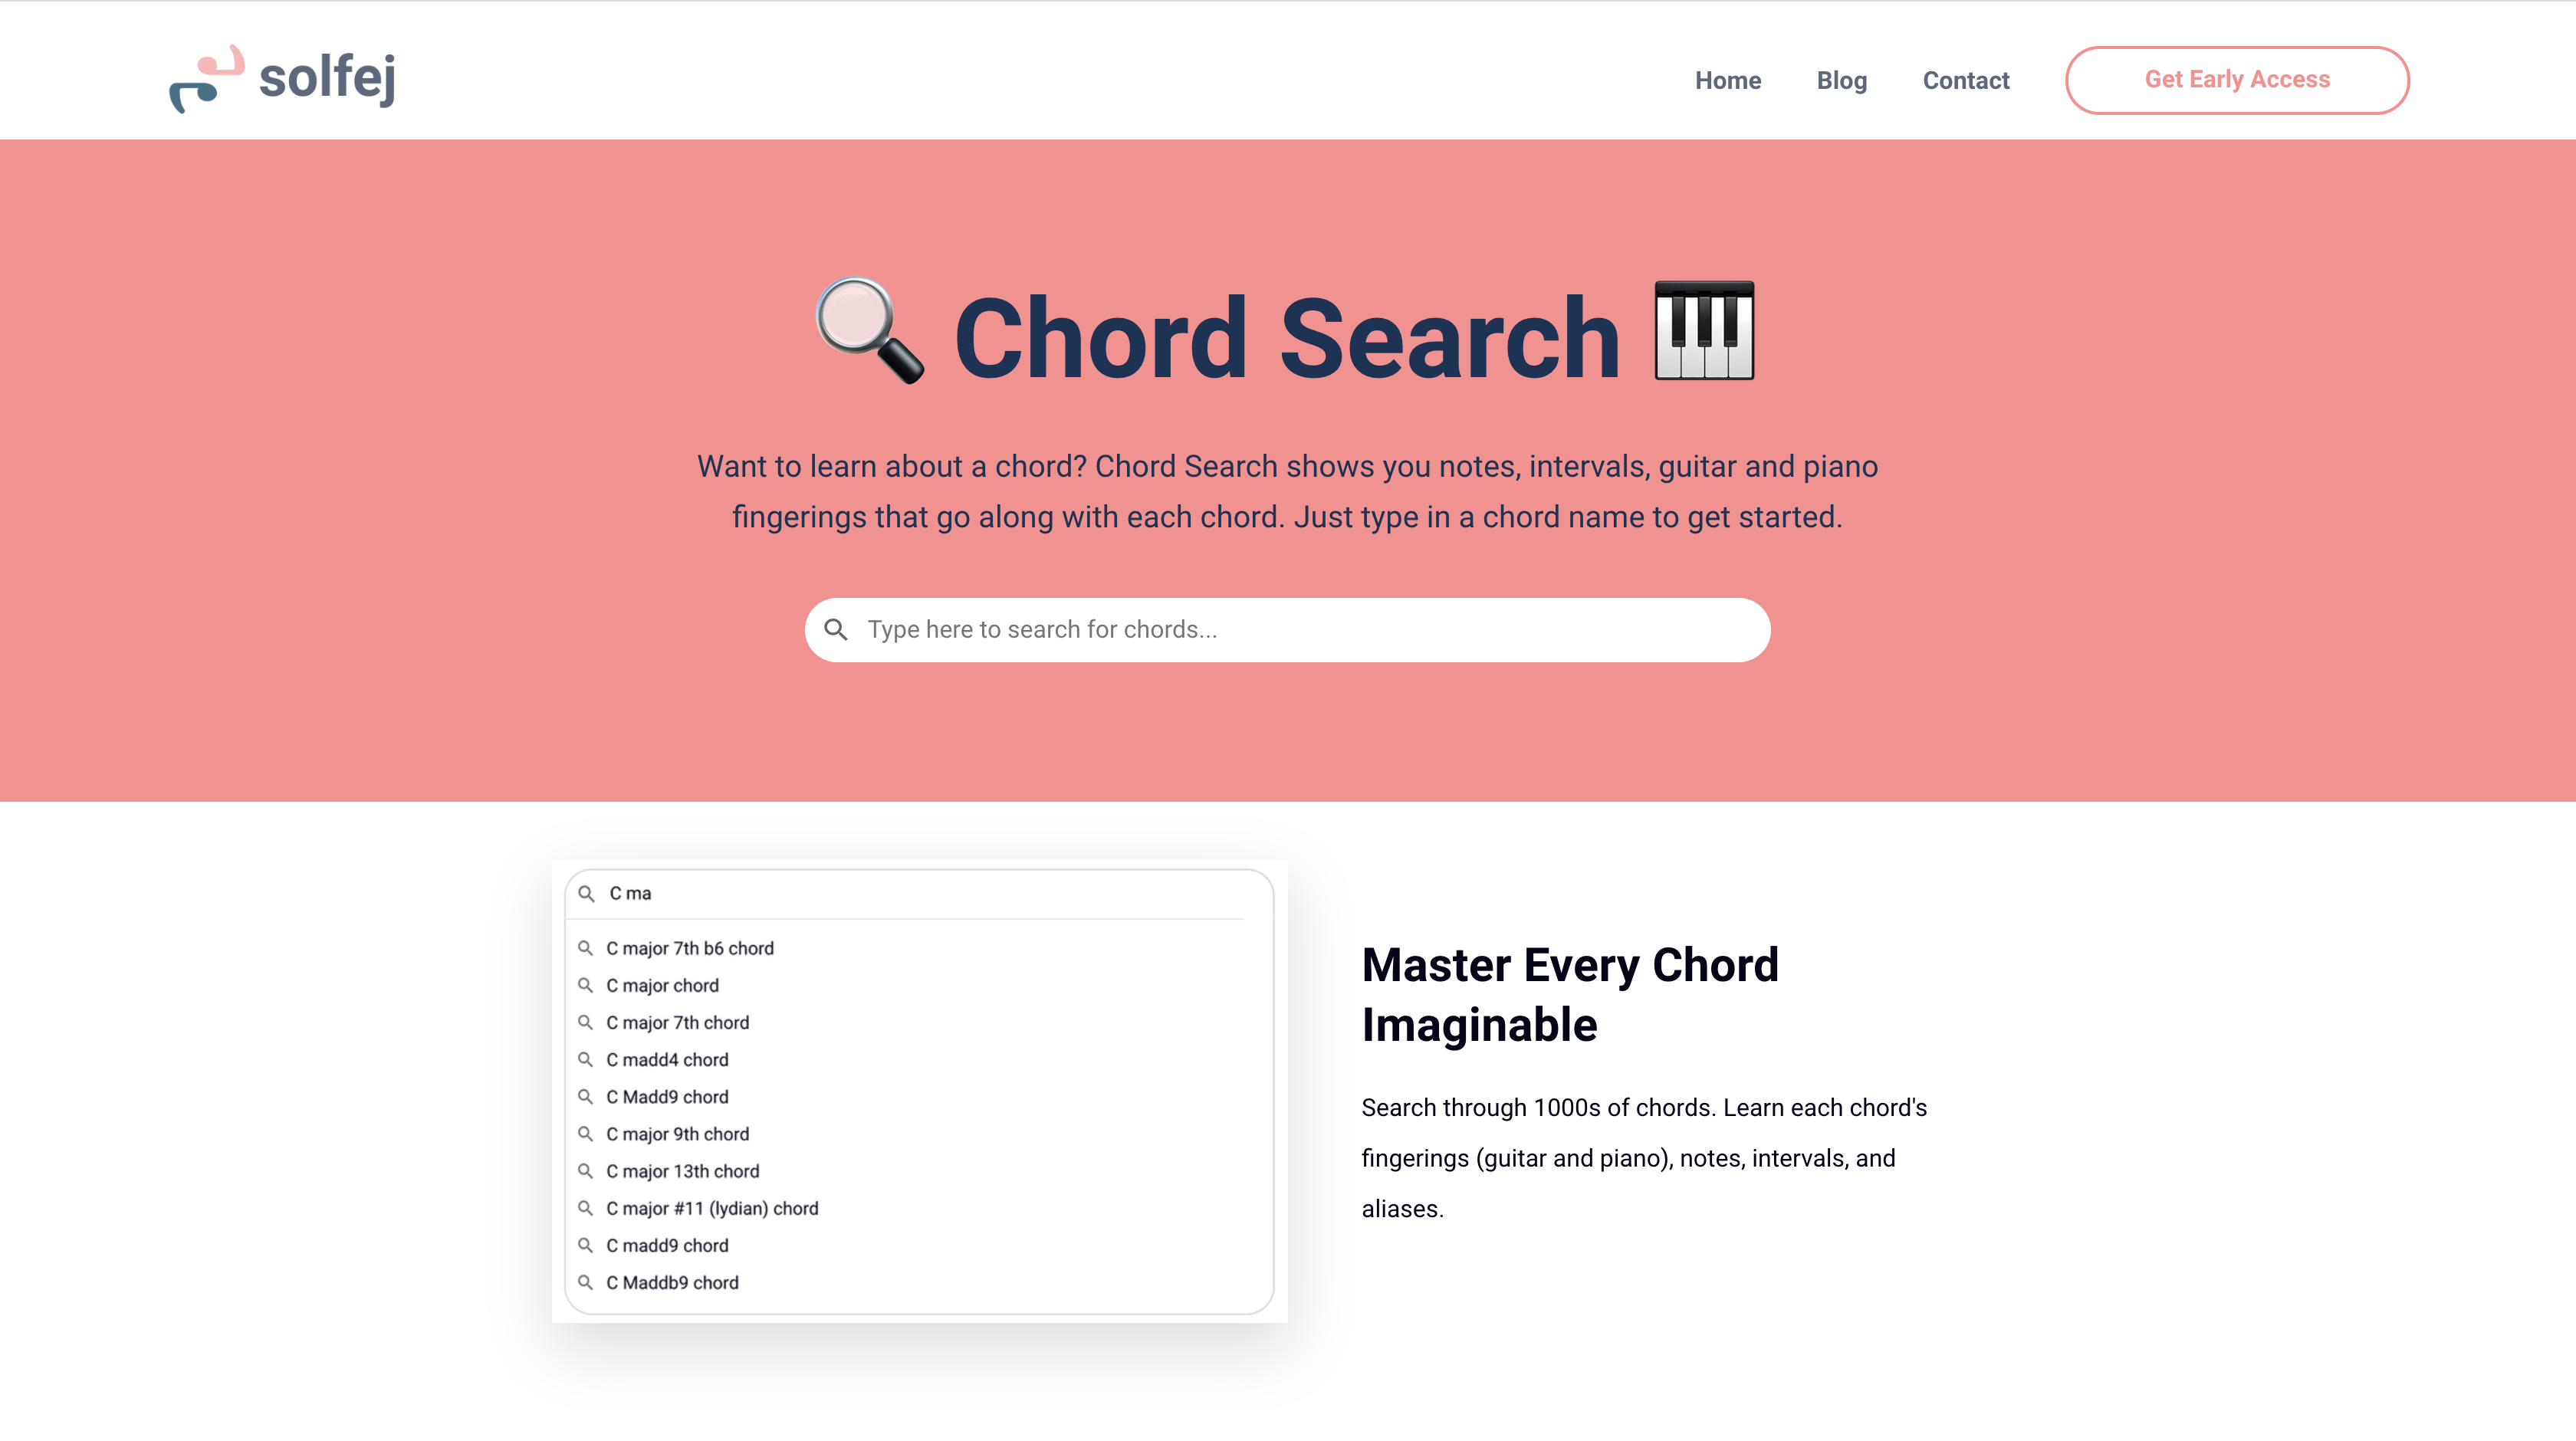 solfej
Home Blog Contact Get Early Access
Chord Search
Want to learn about a chord? Chord Search shows you notes, intervals, guitar and piano
fingerings that go along with each chord. Just type in a chord name to get started.
Type here to search for chords...
C ma
C major 7th b6 chord
C major chord
C major 7th chord
C madd4 chord
C Madd9 chord
C major 9th chord
C major 13th chord
C major #11 (lydian) chord
C madd9 chord
C Maddb9 chord
Master Every Chord
Imaginable
Search through 1000s of chords. Learn each chord's
fingerings (guitar and piano), notes, intervals, and
aliases.